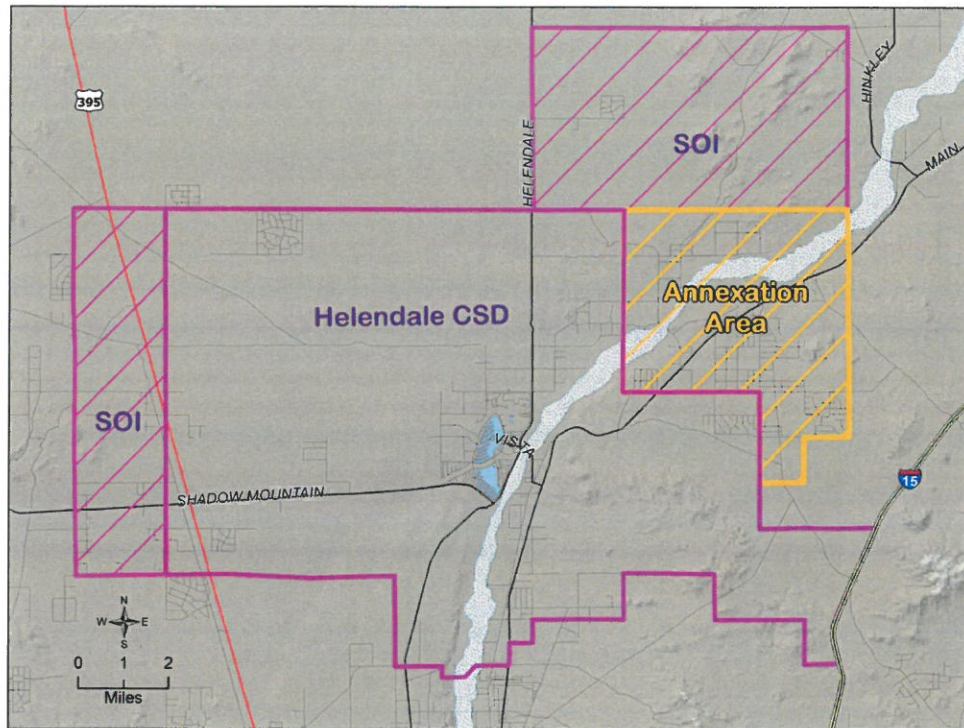 395
HELENDALE
HINKLEY
MAIN
SOI
Helendale CSD
Annexation
Area
SOI
VISTA
SHADOW MOUNTAIN
15
N
W E
S
0 1 2
Miles